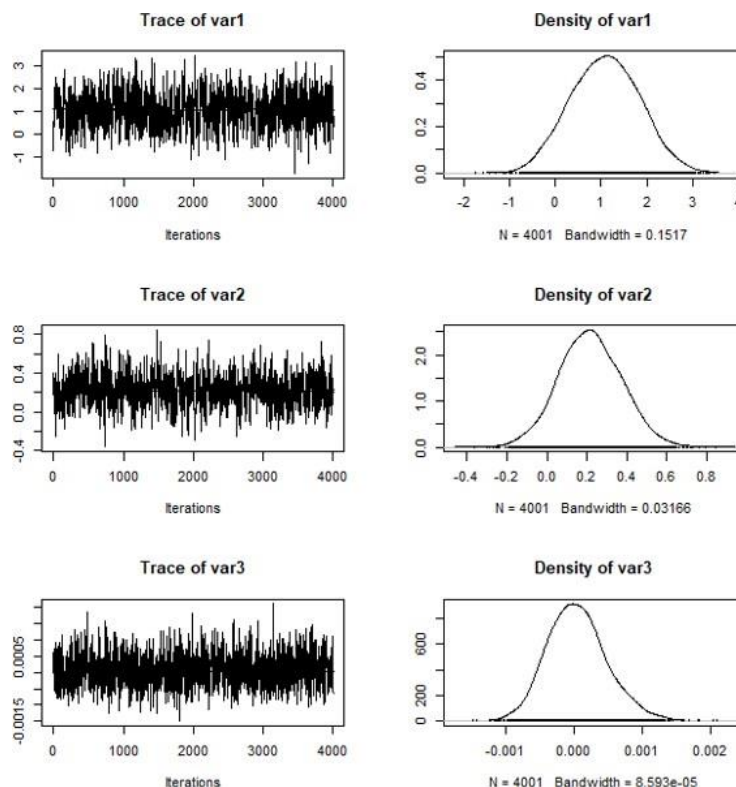 Trace of var1
3
2
1
0
-1
0 1000 2000 3000 4000
Iterations
Density of var1
0.4
0.2
0.0
-2 -1 0 1 2 3 4
N = 4001 Bandwidth = 0.1517
Trace of var2
0.8
0.4
0.0
-0.4
0 1000 2000 3000 4000
Iterations
Density of var2
2.0
1.0
0.0
-0.4 -0.2 0.0 0.2 0.4 0.6 0.8
N = 4001 Bandwidth = 0.03166
Trace of var3
0.0005
-0.0015
0 1000 2000 3000 4000
Iterations
Density of var3
600
200
0
-0.001 0.000 0.001 0.002
N = 4001 Bandwidth = 8.593e-05